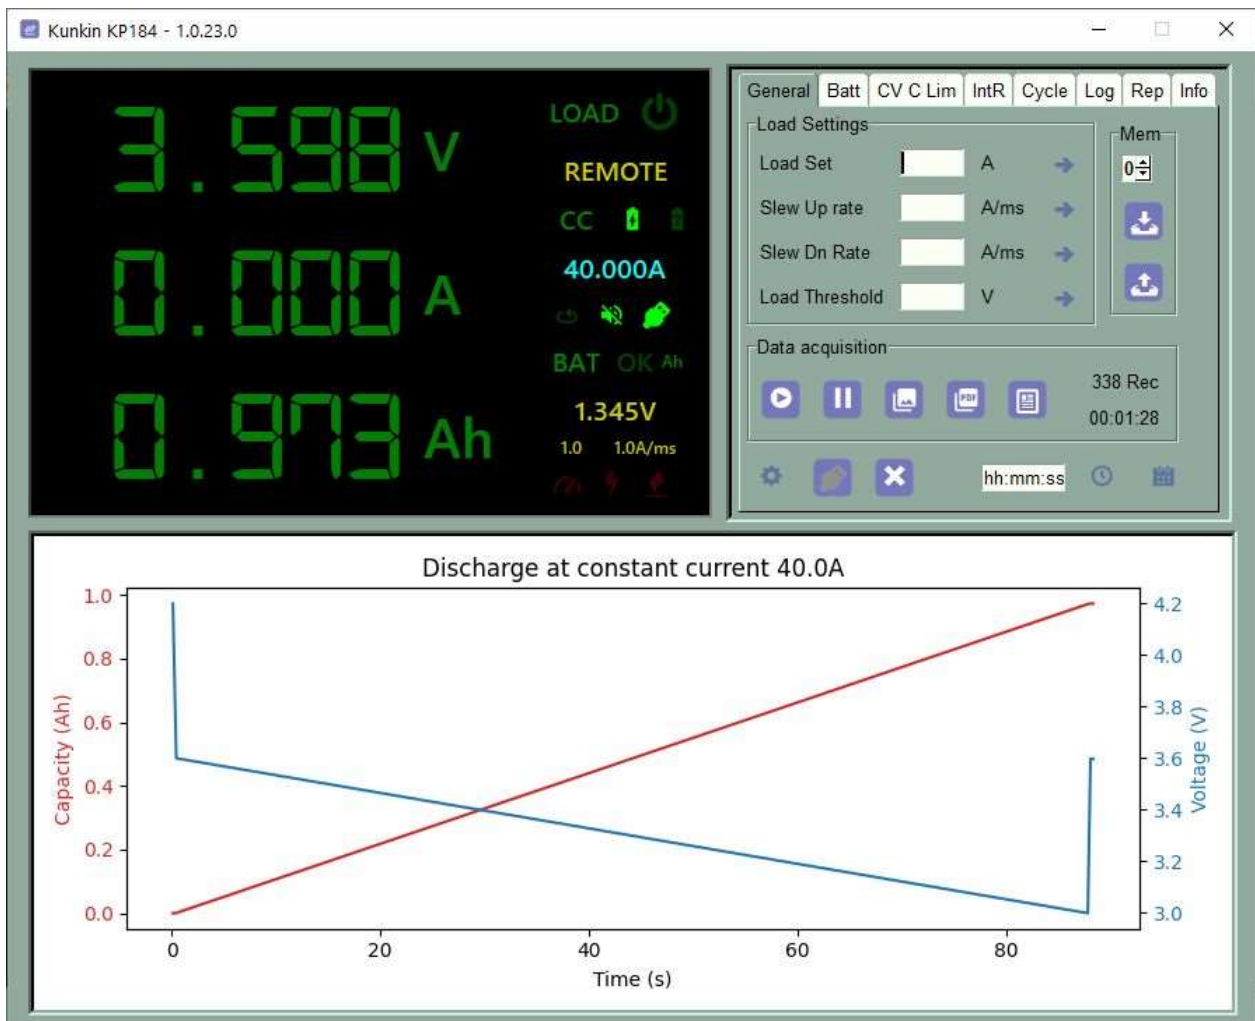 Kunkin KP184 - 1.0.23.0
3.598 V
0.000 A
0.973 Ah
LOAD
REMOTE
CC
40.000A
BAT OK Ah
1.345V
1.0 1.0A/ms
General Batt CV C Lim IntR Cycle Log Rep Info
Load Settings
Load Set A
Slew Up rate A/ms
Slew Dn Rate A/ms
Load Threshold V
Mem
0
Data acquisition
PDF
338 Rec
00:01:28
hh:mm:ss
Discharge at constant current 40.0A
Capacity (Ah)
1.0
0.8
0.6
0.4
0.2
0.0
4.2
4.0
3.8
3.6
3.4
3.2
3.0
Voltage (V)
0 20 40 60 80
Time (s)